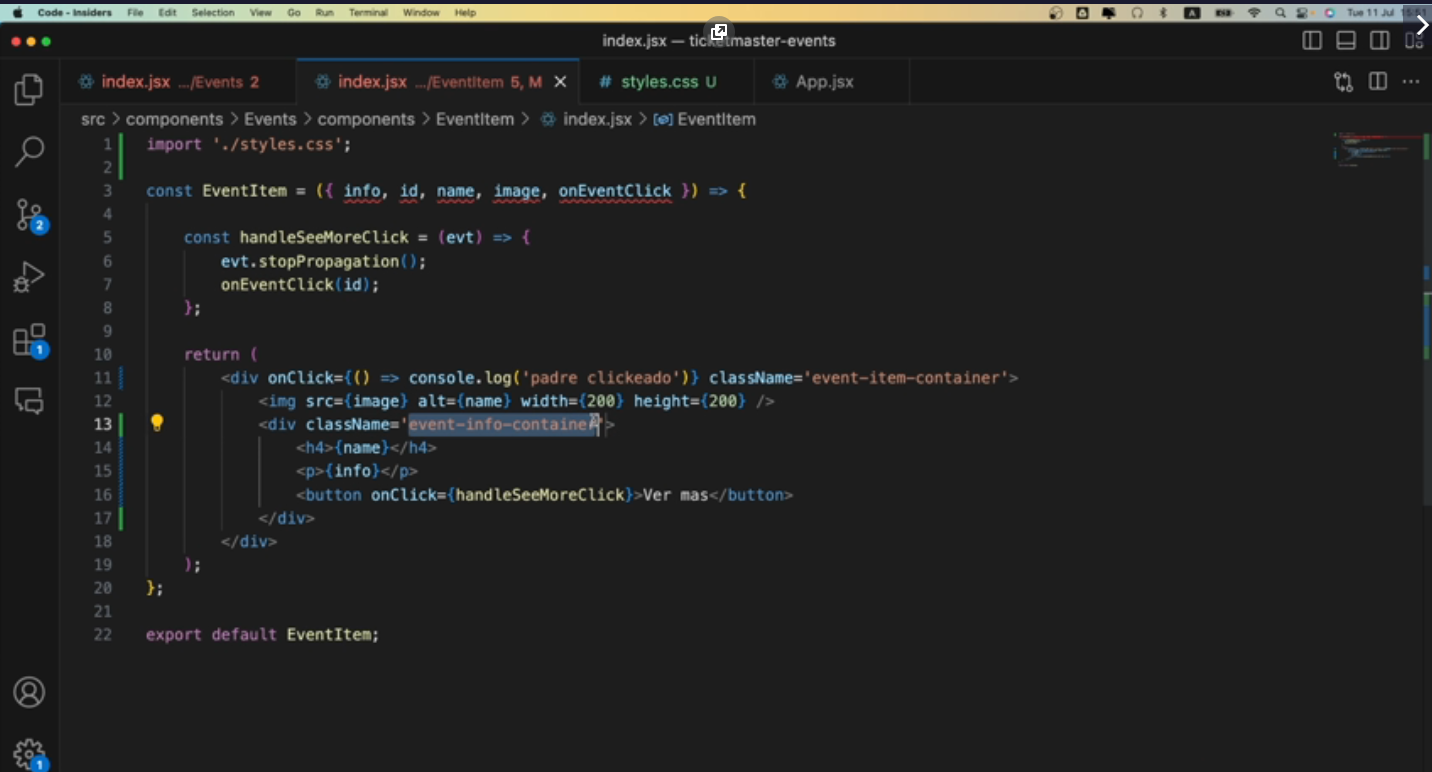 Code - Insiders File Edit Selection View Go Run Terminal Window Help A Tue 11 Jul 15:51
index.jsx — ticketmaster-events
index.jsx .../Events 2 index.jsx .../EventItem 5, M # styles.css U App.jsx
src > components > Events > components > EventItem > index.jsx > EventItem
1 import './styles.css';
2
3 const EventItem = ({ info, id, name, image, onEventClick }) => {
4
5 const handleSeeMoreClick = (evt) => {
6 evt.stopPropagation();
7 onEventClick(id);
8 };
9
10 return (
11 <div onClick={() => console.log('padre clickeado')} className='event-item-container'>
12 <img src={image} alt={name} width={200} height={200} />
13 <div className='event-info-container'>
14 <h4>{name}</h4>
15 <p>{info}</p>
16 <button onClick={handleSeeMoreClick}>Ver mas</button>
17 </div>
18 </div>
19 );
20 };
21
22 export default EventItem;
2
1
1